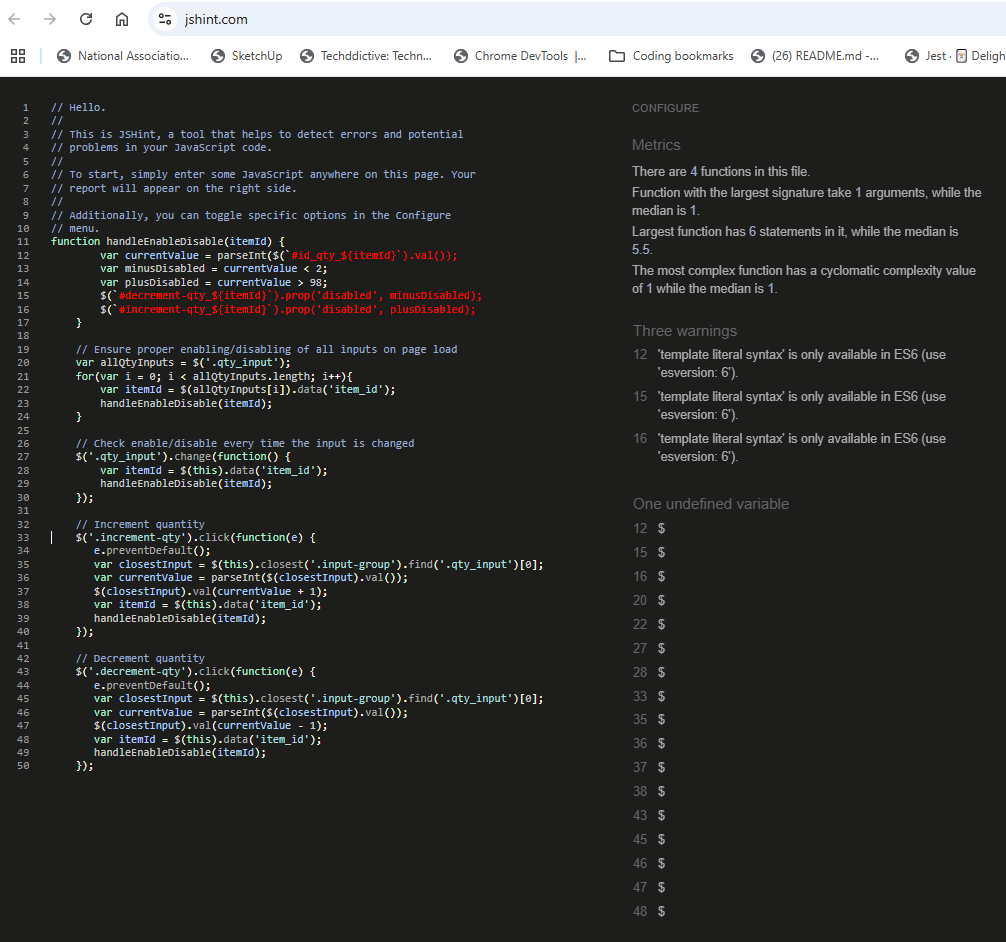 jshint.com
National Associatio... SketchUp Techddictive: Techn... Chrome DevTools |... Coding bookmarks (26) README.md -... Jest · Deligh
1 // Hello.
2 //
3 // This is JSHint, a tool that helps to detect errors and potential
4 // problems in your JavaScript code.
5 //
6 // To start, simply enter some JavaScript anywhere on this page. Your
7 // report will appear on the right side.
8 //
9 // Additionally, you can toggle specific options in the Configure
10 // menu.
11 function handleEnableDisable(itemId) {
12 var currentValue = parseInt($(`#id_qty_${itemId}`).val());
13 var minusDisabled = currentValue < 2;
14 var plusDisabled = currentValue > 98;
15 $(`#decrement-qty_${itemId}`).prop('disabled', minusDisabled);
16 $(`#increment-qty_${itemId}`).prop('disabled', plusDisabled);
17 }
18
19 // Ensure proper enabling/disabling of all inputs on page load
20 var allQtyInputs = $('.qty_input');
21 for(var i = 0; i < allQtyInputs.length; i++){
22 var itemId = $(allQtyInputs[i]).data('item_id');
23 handleEnableDisable(itemId);
24 }
25
26 // Check enable/disable every time the input is changed
27 $('.qty_input').change(function() {
28 var itemId = $(this).data('item_id');
29 handleEnableDisable(itemId);
30 });
31
32 // Increment quantity
33 $('.increment-qty').click(function(e) {
34 e.preventDefault();
35 var closestInput = $(this).closest('.input-group').find('.qty_input')[0];
36 var currentValue = parseInt($(closestInput).val());
37 $(closestInput).val(currentValue + 1);
38 var itemId = $(this).data('item_id');
39 handleEnableDisable(itemId);
40 });
41
42 // Decrement quantity
43 $('.decrement-qty').click(function(e) {
44 e.preventDefault();
45 var closestInput = $(this).closest('.input-group').find('.qty_input')[0];
46 var currentValue = parseInt($(closestInput).val());
47 $(closestInput).val(currentValue - 1);
48 var itemId = $(this).data('item_id');
49 handleEnableDisable(itemId);
50 });
CONFIGURE
Metrics
There are 4 functions in this file.
Function with the largest signature take 1 arguments, while the
median is 1.
Largest function has 6 statements in it, while the median is
5.5.
The most complex function has a cyclomatic complexity value
of 1 while the median is 1.
Three warnings
12 'template literal syntax' is only available in ES6 (use
'esversion: 6').
15 'template literal syntax' is only available in ES6 (use
'esversion: 6').
16 'template literal syntax' is only available in ES6 (use
'esversion: 6').
One undefined variable
12 $
15 $
16 $
20 $
22 $
27 $
28 $
33 $
35 $
36 $
37 $
38 $
43 $
45 $
46 $
47 $
48 $